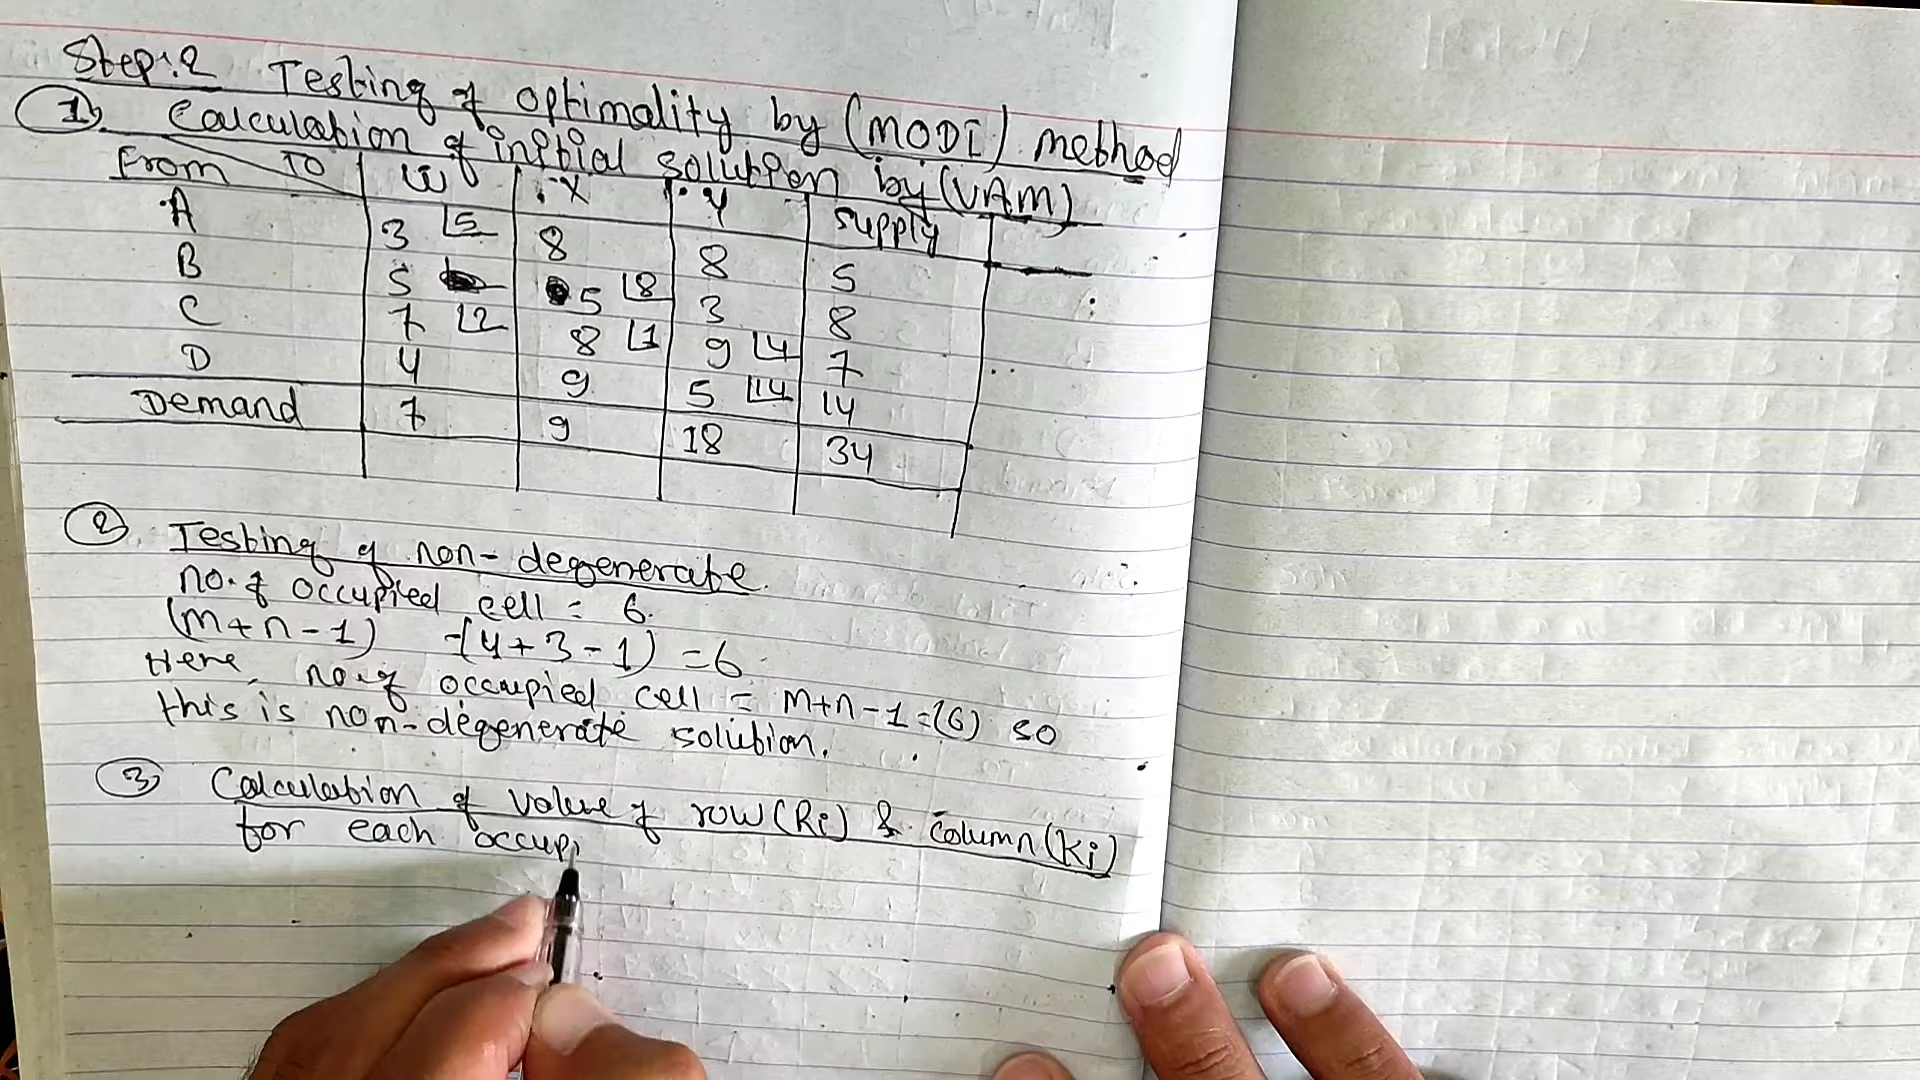 Step:2 Testing of optimality by (MODI) method
1) Calculation of initial solution by (VAM)
From TO W X Y supply
A 3 5 8 8 5
B 5 5 8 3 8
C 7 2 8 1 9 4 7
D 4 9 5 14 14
Demand 7 9 18 34
2 Testing of non-degenerate
no. of occupied cell = 6.
(m+n-1) -(4+3-1) =6
Here, no. of occupied cell = m+n-1=(6) so
this is non-degenerate solution.
3 Calculation of value of row(Ri) & column(Ki)
for each occupi